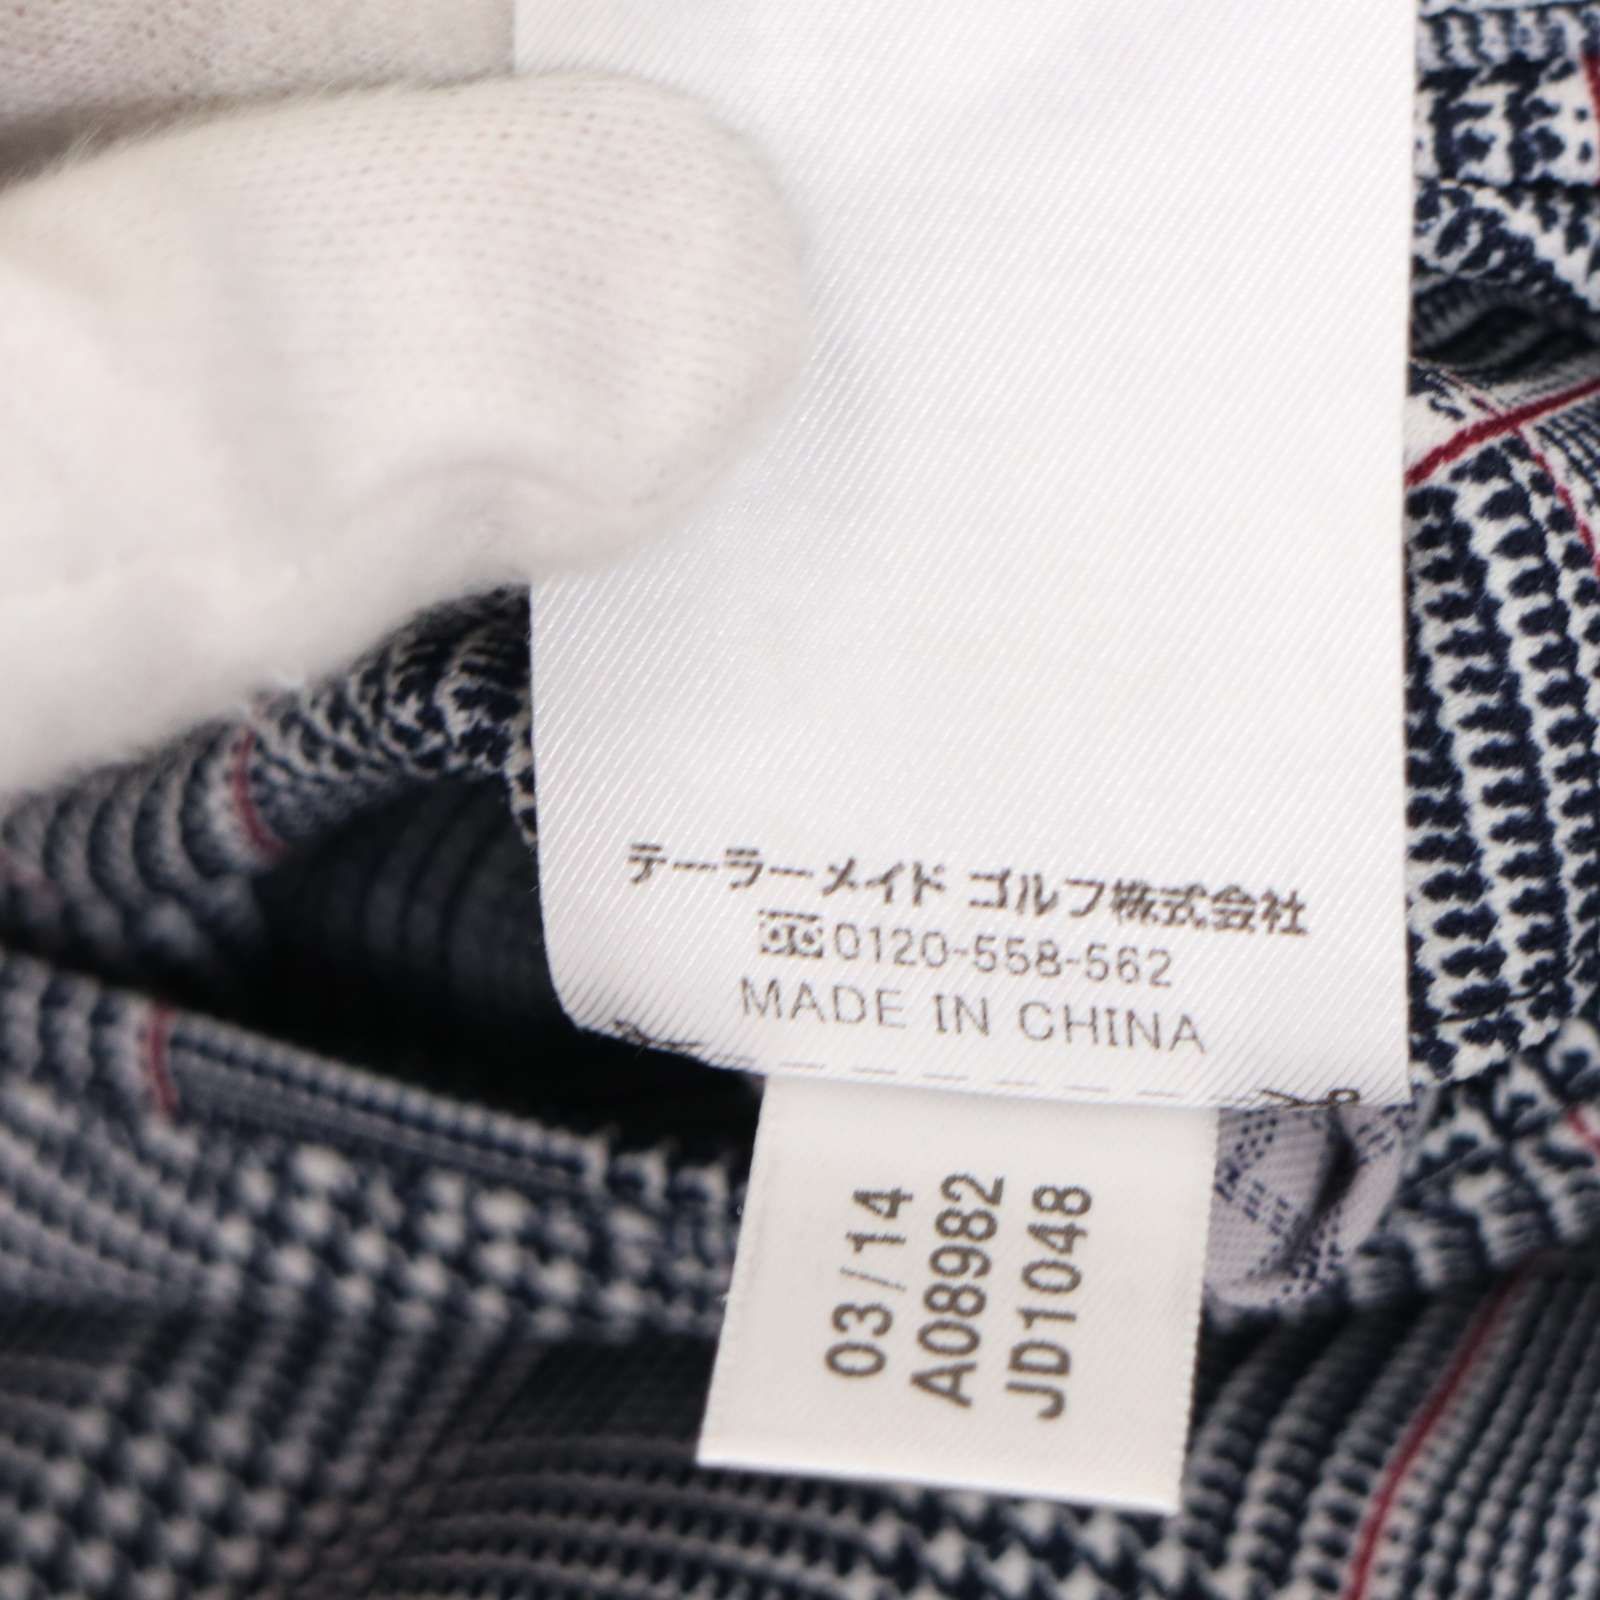 テーラーメイド ゴルフ株式会社
0120-558-562
MADE IN CHINA
03/14
A08982
JD1048